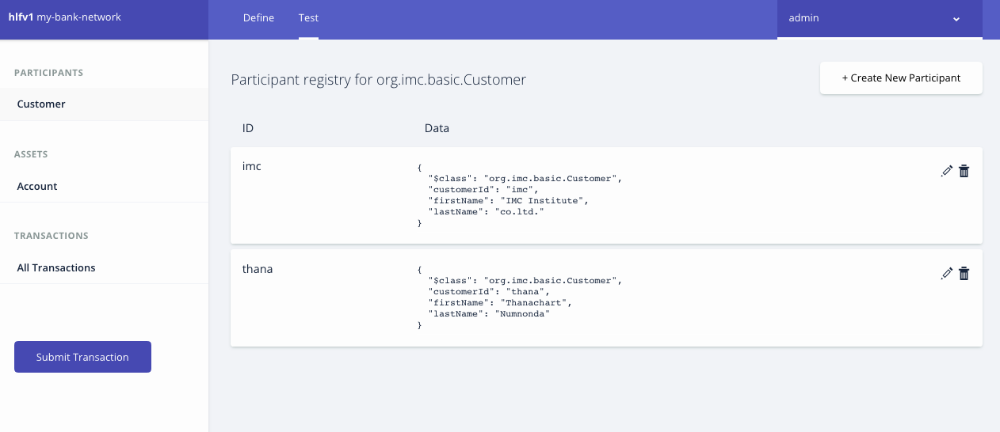 hlfv1 my-bank-network
Define
Test
admin
PARTICIPANTS
Customer
ASSETS
Account
TRANSACTIONS
All Transactions
Submit Transaction
Participant registry for org.imc.basic.Customer
+ Create New Participant
ID
Data
imc
{
"$class": "org.imc.basic.Customer",
"customerId": "imc",
"firstName": "IMC Institute",
"lastName": "co.ltd."
}
thana
{
"$class": "org.imc.basic.Customer",
"customerId": "thana",
"firstName": "Thanachart",
"lastName": "Numnonda"
}